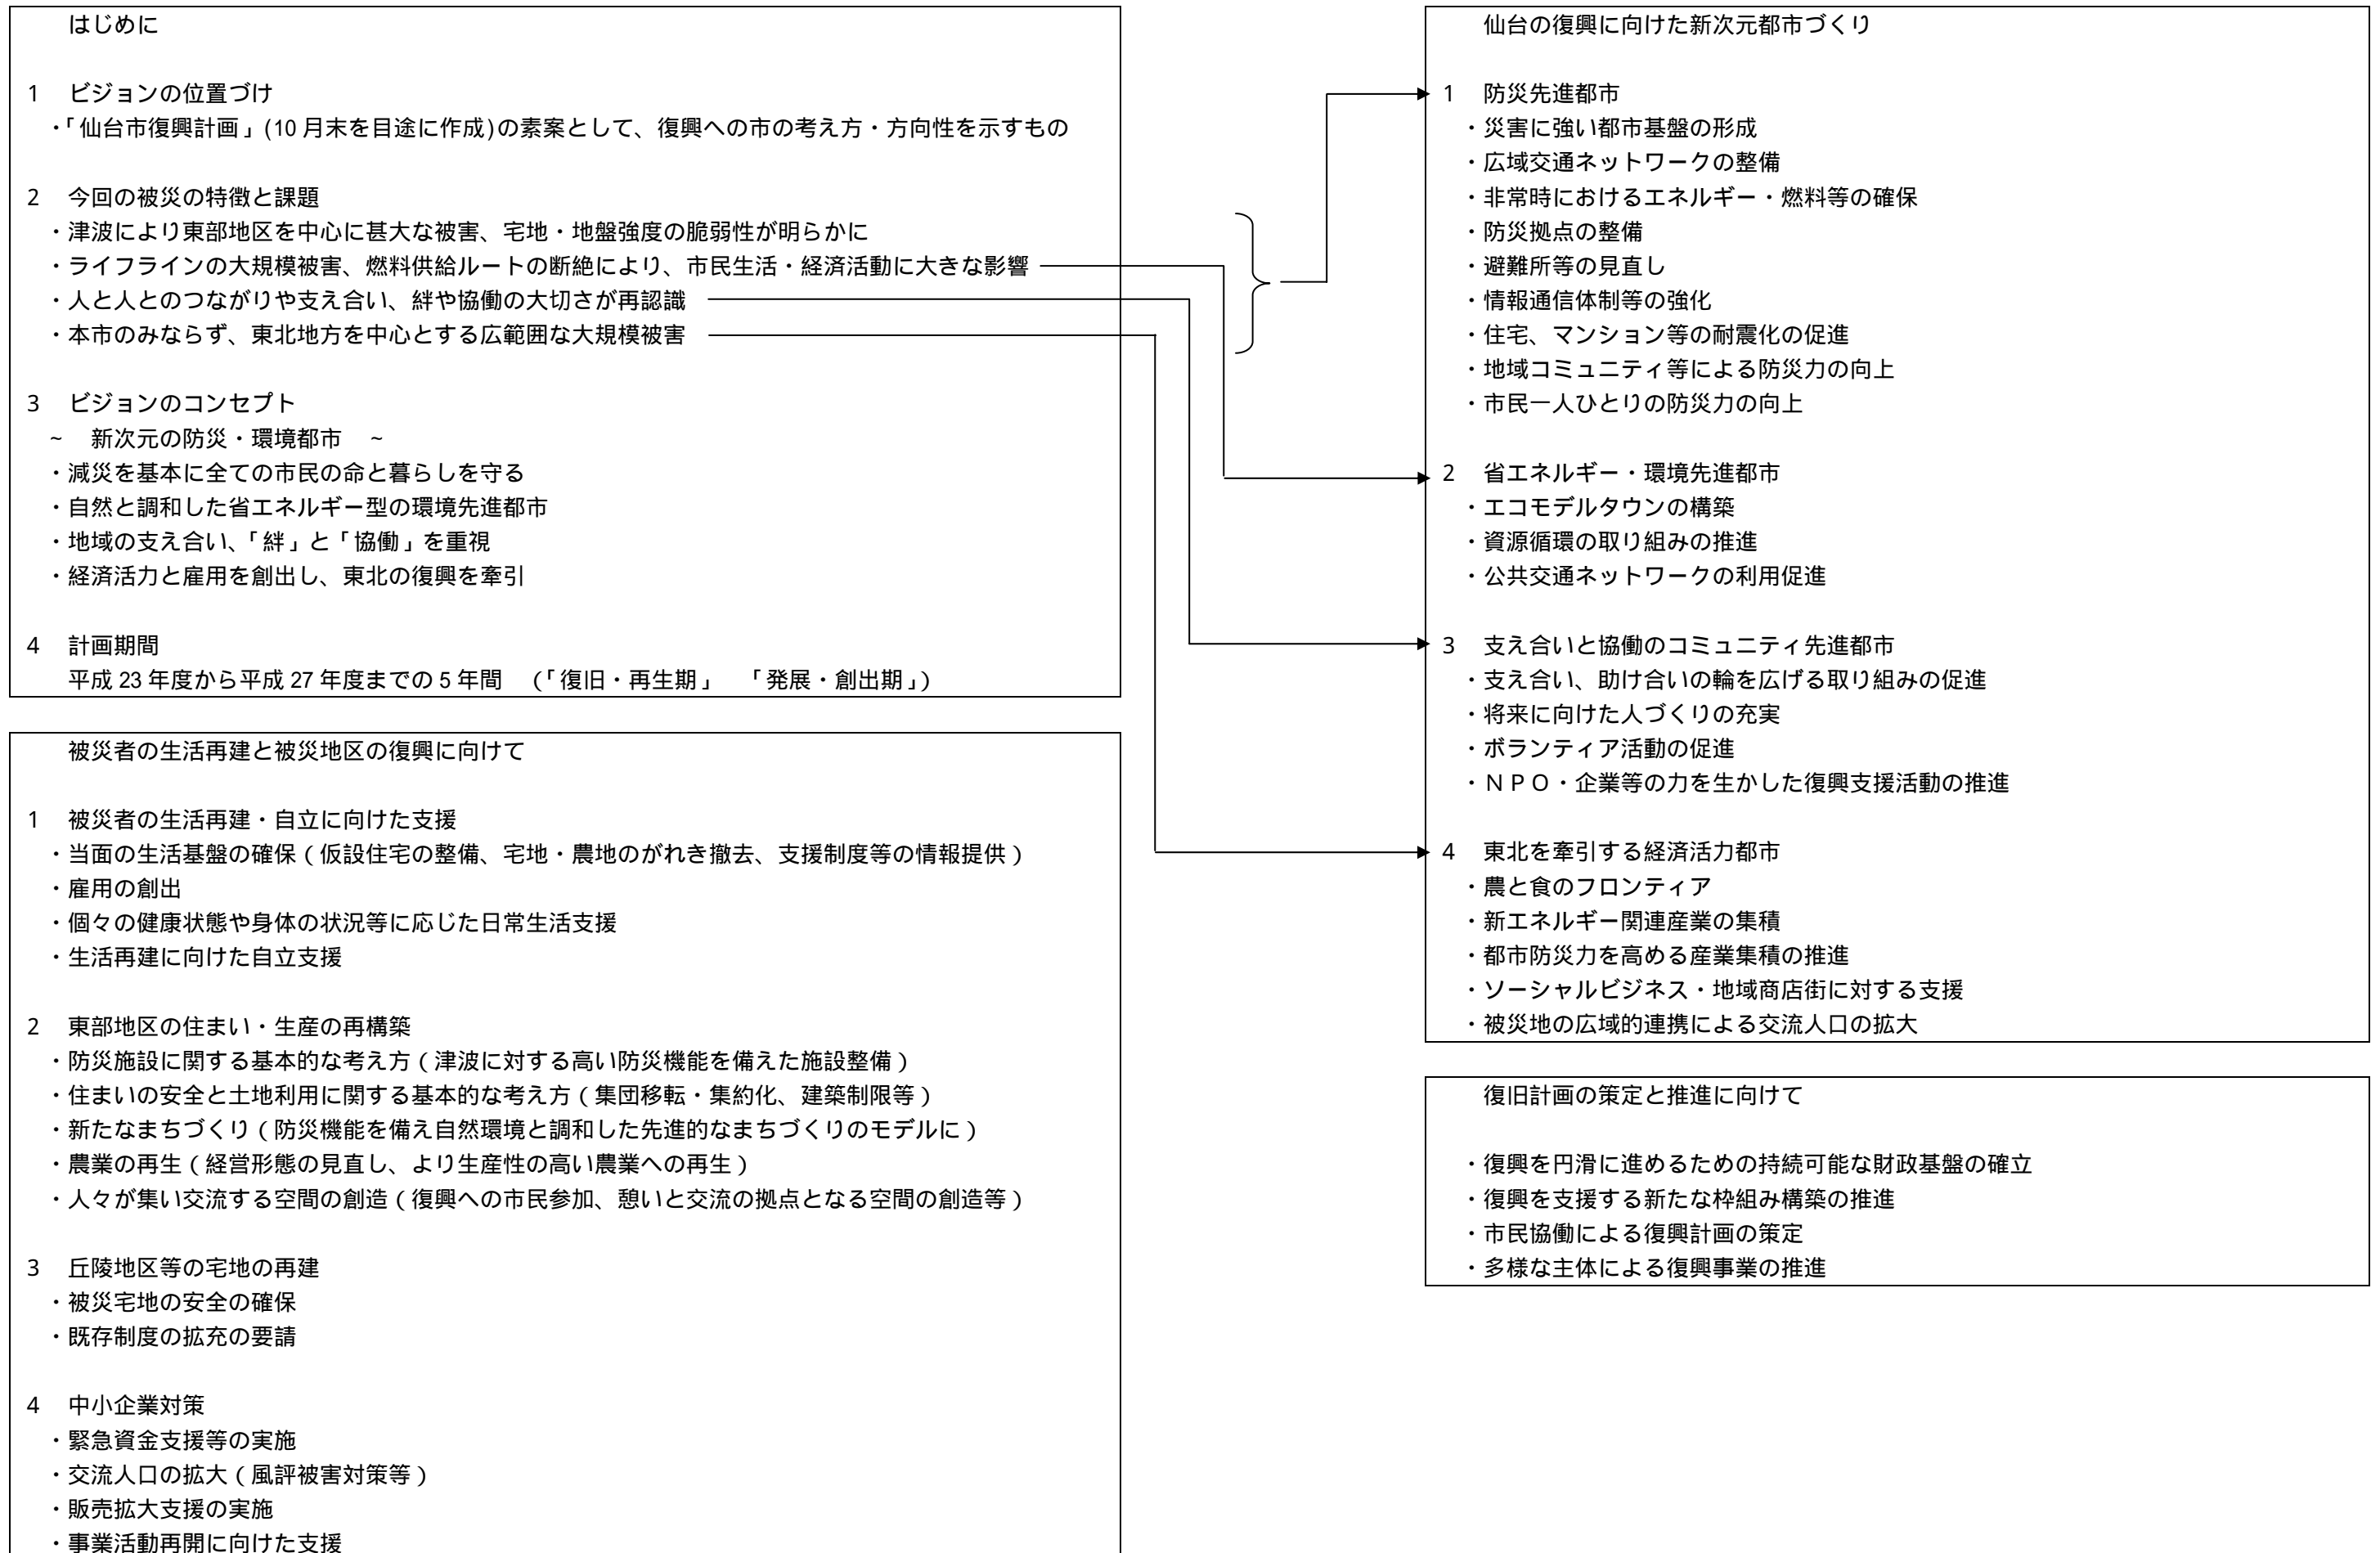 はじめに
1 ビジョンの位置づけ
・「仙台市復興計画」(10月末を目途に作成)の素案として、復興への市の考え方・方向性を示すもの
2 今回の被災の特徴と課題
・津波により東部地区を中心に甚大な被害、宅地・地盤強度の脆弱性が明らかに
・ライフラインの大規模被害、燃料供給ルートの断絶により、市民生活・経済活動に大きな影響
・人と人とのつながりや支え合い、絆や協働の大切さが再認識
・本市のみならず、東北地方を中心とする広範囲な大規模被害
3 ビジョンのコンセプト
~ 新次元の防災・環境都市 ~
・減災を基本に全ての市民の命と暮らしを守る
・自然と調和した省エネルギー型の環境先進都市
・地域の支え合い、「絆」と「協働」を重視
・経済活力と雇用を創出し、東北の復興を牽引
4 計画期間
平成23年度から平成27年度までの5年間 (「復旧・再生期」 「発展・創出期」)
被災者の生活再建と被災地区の復興に向けて
1 被災者の生活再建・自立に向けた支援
・当面の生活基盤の確保(仮設住宅の整備、宅地・農地のがれき撤去、支援制度等の情報提供)
・雇用の創出
・個々の健康状態や身体の状況等に応じた日常生活支援
・生活再建に向けた自立支援
2 東部地区の住まい・生産の再構築
・防災施設に関する基本的な考え方(津波に対する高い防災機能を備えた施設整備)
・住まいの安全と土地利用に関する基本的な考え方(集団移転・集約化、建築制限等)
・新たなまちづくり(防災機能を備え自然環境と調和した先進的なまちづくりのモデルに)
・農業の再生(経営形態の見直し、より生産性の高い農業への再生)
・人々が集い交流する空間の創造(復興への市民参加、憩いと交流の拠点となる空間の創造等)
3 丘陵地区等の宅地の再建
・被災宅地の安全の確保
・既存制度の拡充の要請
4 中小企業対策
・緊急資金支援等の実施
・交流人口の拡大(風評被害対策等)
・販売拡大支援の実施
・事業活動再開に向けた支援
仙台の復興に向けた新次元都市づくり
1 防災先進都市
・災害に強い都市基盤の形成
・広域交通ネットワークの整備
・非常時におけるエネルギー・燃料等の確保
・防災拠点の整備
・避難所等の見直し
・情報通信体制等の強化
・住宅、マンション等の耐震化の促進
・地域コミュニティ等による防災力の向上
・市民一人ひとりの防災力の向上
2 省エネルギー・環境先進都市
・エコモデルタウンの構築
・資源循環の取り組みの推進
・公共交通ネットワークの利用促進
3 支え合いと協働のコミュニティ先進都市
・支え合い、助け合いの輪を広げる取り組みの促進
・将来に向けた人づくりの充実
・ボランティア活動の促進
・NPO・企業等の力を生かした復興支援活動の推進
4 東北を牽引する経済活力都市
・農と食のフロンティア
・新エネルギー関連産業の集積
・都市防災力を高める産業集積の推進
・ソーシャルビジネス・地域商店街に対する支援
・被災地の広域的連携による交流人口の拡大
復旧計画の策定と推進に向けて
・復興を円滑に進めるための持続可能な財政基盤の確立
・復興を支援する新たな枠組み構築の推進
・市民協働による復興計画の策定
・多様な主体による復興事業の推進